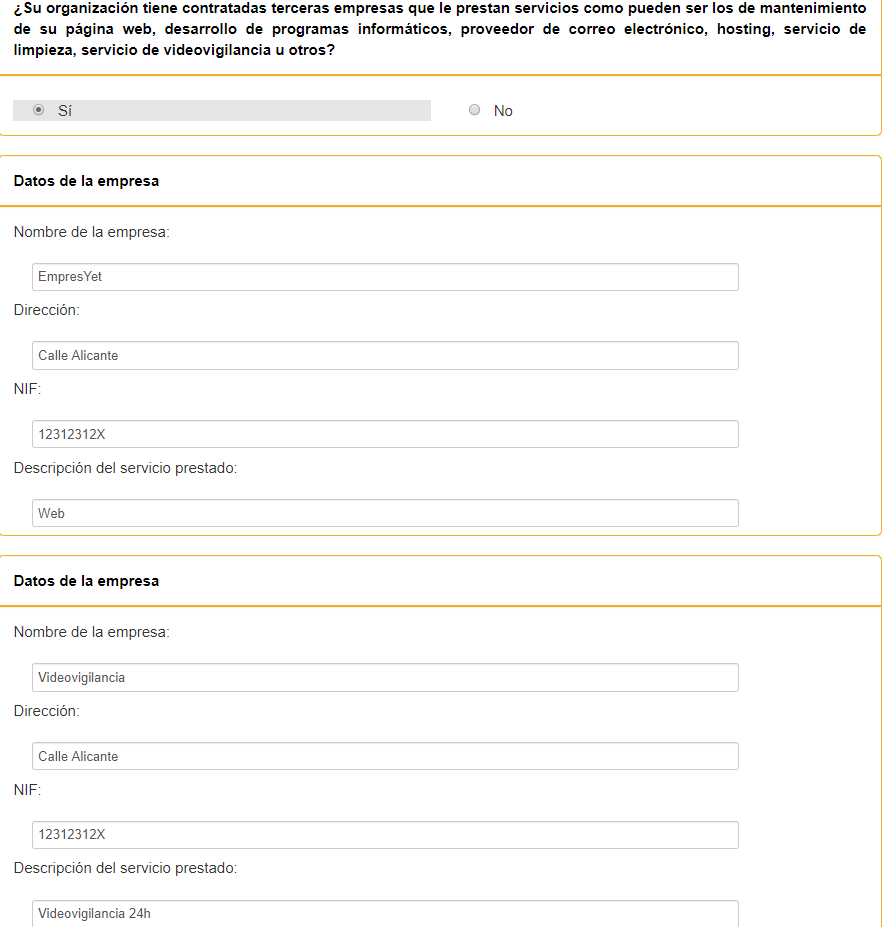 ¿Su organización tiene contratadas terceras empresas que le prestan servicios como pueden ser los de mantenimiento
de su página web, desarrollo de programas informáticos, proveedor de correo electrónico, hosting, servicio de
limpieza, servicio de videovigilancia u otros?
Sí No
Datos de la empresa
Nombre de la empresa:
EmpresYet
Dirección:
Calle Alicante
NIF:
12312312X
Descripción del servicio prestado:
Web
Datos de la empresa
Nombre de la empresa:
Videovigilancia
Dirección:
Calle Alicante
NIF:
12312312X
Descripción del servicio prestado:
Videovigilancia 24h